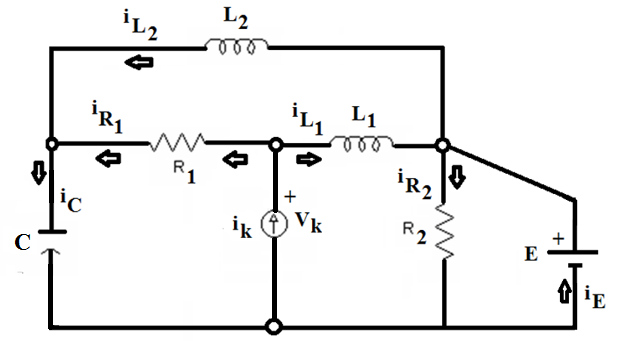 iL2
L2
iR1
R1
iL1
L1
iC
C
ik
+
Vk
iR2
R2
+
E
iE